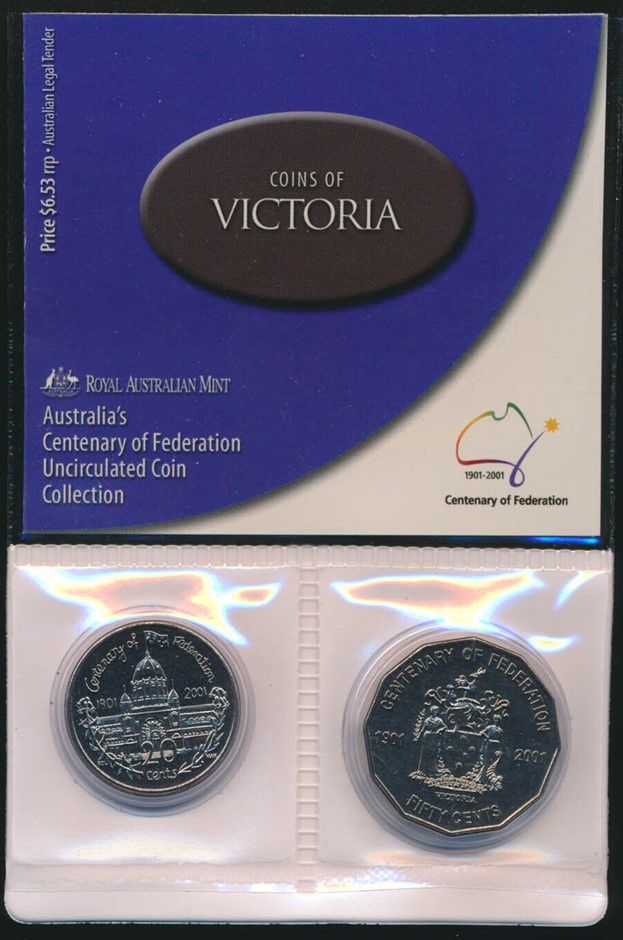 Price $6.53 rrp • Australian Legal Tender
COINS OF
VICTORIA
ROYAL AUSTRALIAN MINT
Australia's
Centenary of Federation
Uncirculated Coin
Collection
1901-2001
Centenary of Federation
Centenary of Federation
1901 2001
20
cents
CENTENARY OF FEDERATION
1901 2001
VICTORIA
FIFTY CENTS